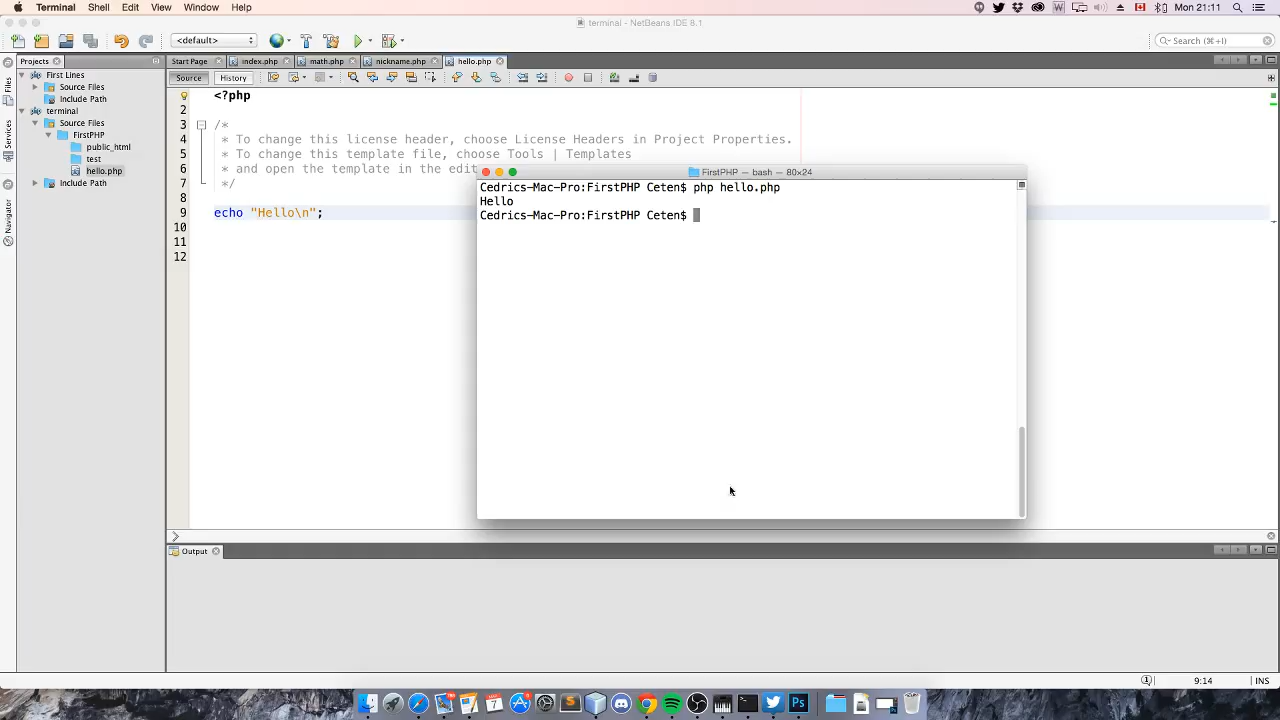 Terminal Shell Edit View Window Help Mon 21:11
terminal - NetBeans IDE 8.1
<default> Search (⌘+I)
Projects Start Page index.php math.php nickname.php hello.php
Source History
First Lines
Source Files
Include Path
terminal
Source Files
FirstPHP
public_html
test
hello.php
Include Path
Files
Services
Navigator
1 <?php
2
3 /*
4 * To change this license header, choose License Headers in Project Properties.
5 * To change this template file, choose Tools | Templates
6 * and open the template in the edit
7 */
8
9 echo "Hello\n";
10
11
12
FirstPHP — bash — 80×24
Cedrics-Mac-Pro:FirstPHP Ceten$ php hello.php
Hello
Cedrics-Mac-Pro:FirstPHP Ceten$
Output
9:14 INS